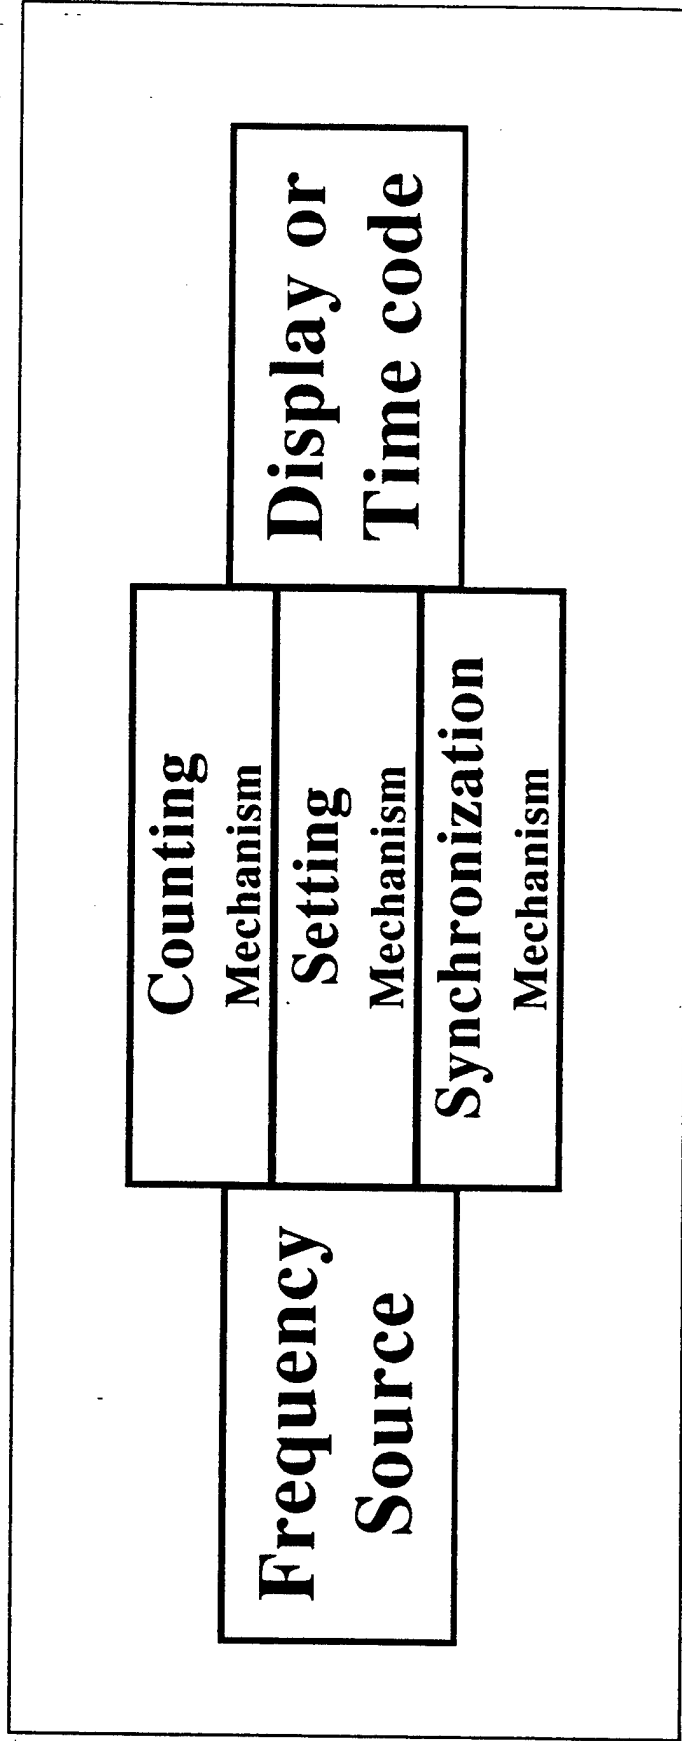 Frequency
Source
Counting
Mechanism
Setting
Mechanism
Synchronization
Mechanism
Display or
Time code